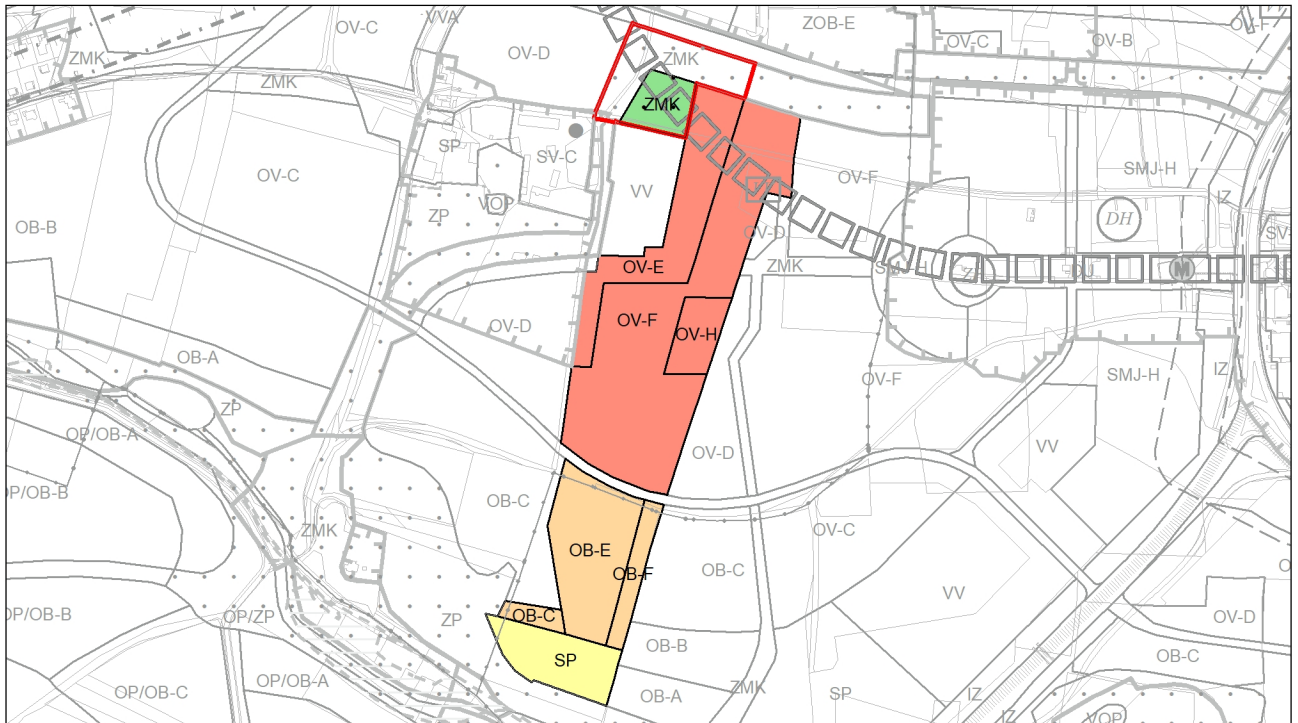 OV-C
VVA
ZOB-E
OV-F
OV-D
ZMK
OV-C
OV-B
ZMK
ZMK
ZMK
SP
SV-C
OV-C
VV
OV-F
SMJ-H
IZ
ZP
VOP
DH
OB-B
OV-D
SV-
OV-E
ZMK
DU
M
OV-D
OV-F
OV-H
OB-A
OV-F
SMJ-H
IZ
ZP
OP/OB-A
VV
OV-D
OP/OB-B
OB-C
OV-C
ZMK
OB-E
OB-F
OB-C
VV
OP/OB-B
OP/ZP
ZP
OB-C
OV-D
OB-B
OB-C
SP
OP/OB-C
OP/OB-A
OB-A
ZMK
SP
IZ
IZ
VOP